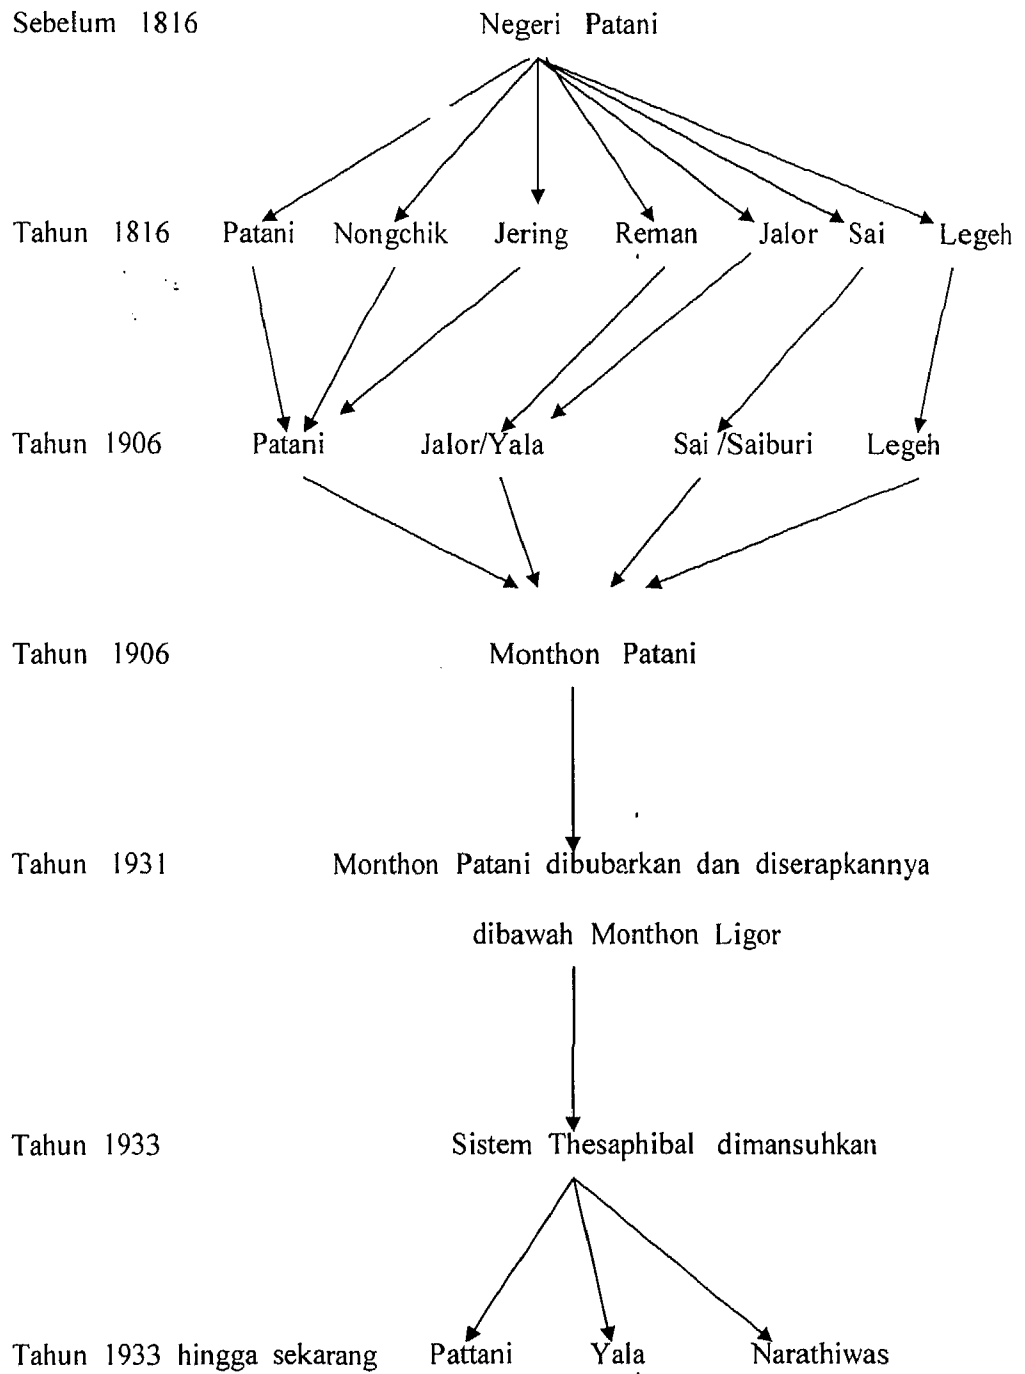 Sebelum 1816 Negeri Patani
Tahun 1816 Patani Nongchik Jering Reman Jalor Sai Legeh
Tahun 1906 Patani Jalor/Yala Sai /Saiburi Legeh
Tahun 1906 Monthon Patani
Tahun 1931 Monthon Patani dibubarkan dan diserapkannya
dibawah Monthon Ligor
Tahun 1933 Sistem Thesaphibal dimansuhkan
Tahun 1933 hingga sekarang Pattani Yala Narathiwas